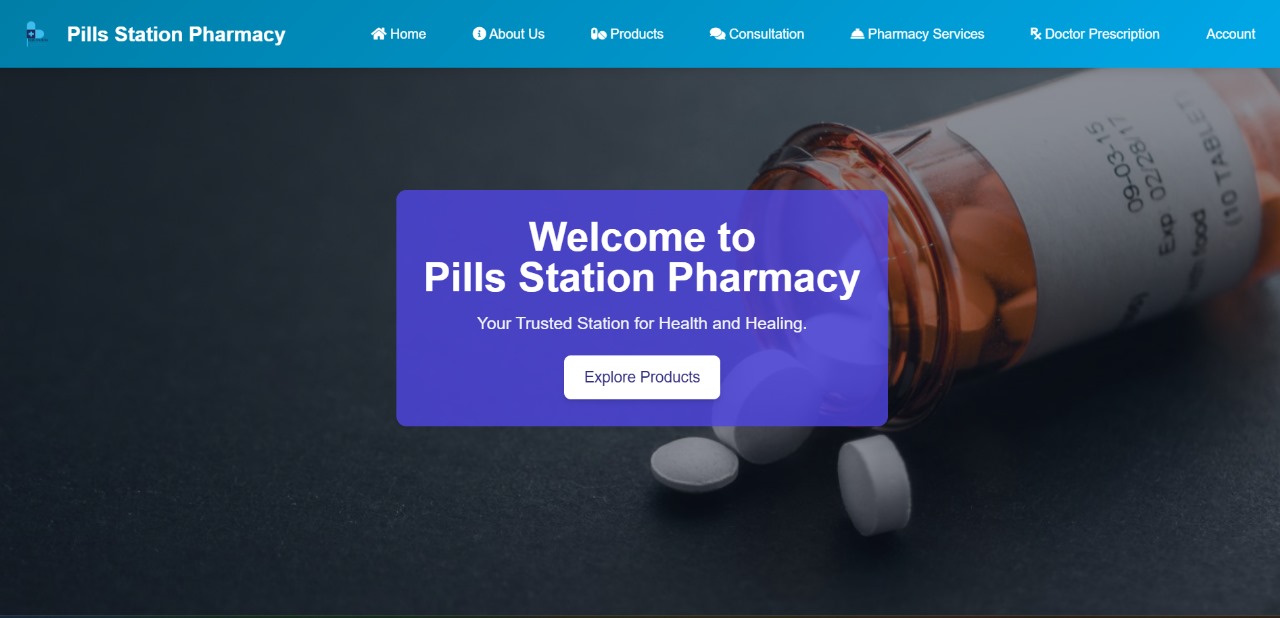 Pills Station Pharmacy
Home
About Us
Products
Consultation
Pharmacy Services
Doctor Prescription
Account
Welcome to
Pills Station Pharmacy
Your Trusted Station for Health and Healing.
Explore Products
09-03-15
Exp. 02/28/17
(10 TABLET
with food